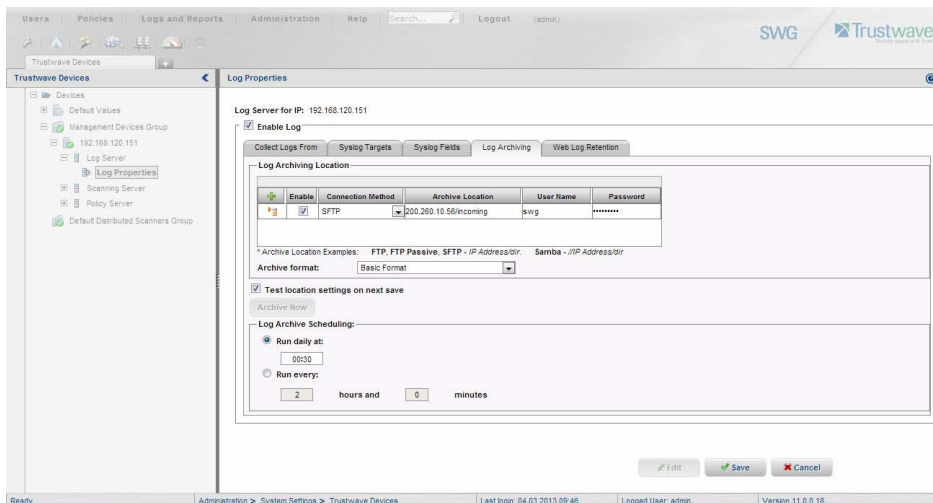 Users Policies Logs and Reports Administration Help Search... Logout (admin)
SWG Trustwave
Trustwave Devices
Trustwave Devices
Devices
Default Values
Management Devices Group
192.168.120.151
Log Server
Log Properties
Scanning Server
Policy Server
Default Distributed Scanners Group
Log Properties
Log Server for IP: 192.168.120.151
Enable Log
Collect Logs From Syslog Targets Syslog Fields Log Archiving Web Log Retention
Log Archiving Location
Enable Connection Method Archive Location User Name Password
SFTP 200.260.10.56/incoming swg •••••••••
* Archive Location Examples: FTP, FTP Passive, SFTP - IP Address/dir. Samba - //IP Address/dir
Archive format: Basic Format
Test location settings on next save
Archive Now
Log Archive Scheduling:
Run daily at:
00:30
Run every:
2 hours and 0 minutes
Edit Save Cancel
Ready Administration > System Settings > Trustwave Devices Last login: 04.03.2013 09:46 Logged User: admin Version 11.0.0.18